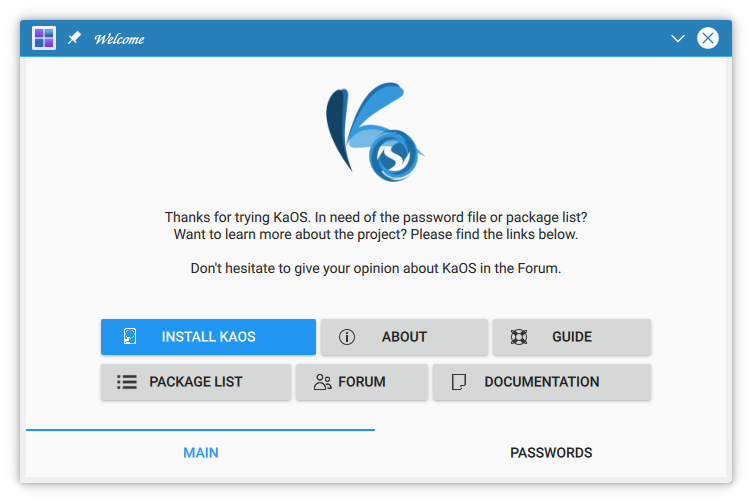 Welcome
Thanks for trying KaOS. In need of the password file or package list?
Want to learn more about the project? Please find the links below.
Don't hesitate to give your opinion about KaOS in the Forum.
INSTALL KAOS ABOUT GUIDE
PACKAGE LIST FORUM DOCUMENTATION
MAIN PASSWORDS